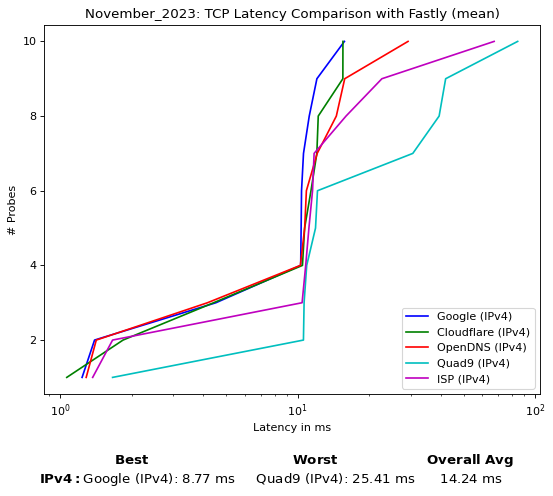 November_2023: TCP Latency Comparison with Fastly (mean)
10
8
6
4
2
# Probes
Google (IPv4)
Cloudflare (IPv4)
OpenDNS (IPv4)
Quad9 (IPv4)
ISP (IPv4)
10⁰ 10¹ 10²
Latency in ms
Best Worst Overall Avg
IPv4: Google (IPv4): 8.77 ms Quad9 (IPv4): 25.41 ms 14.24 ms